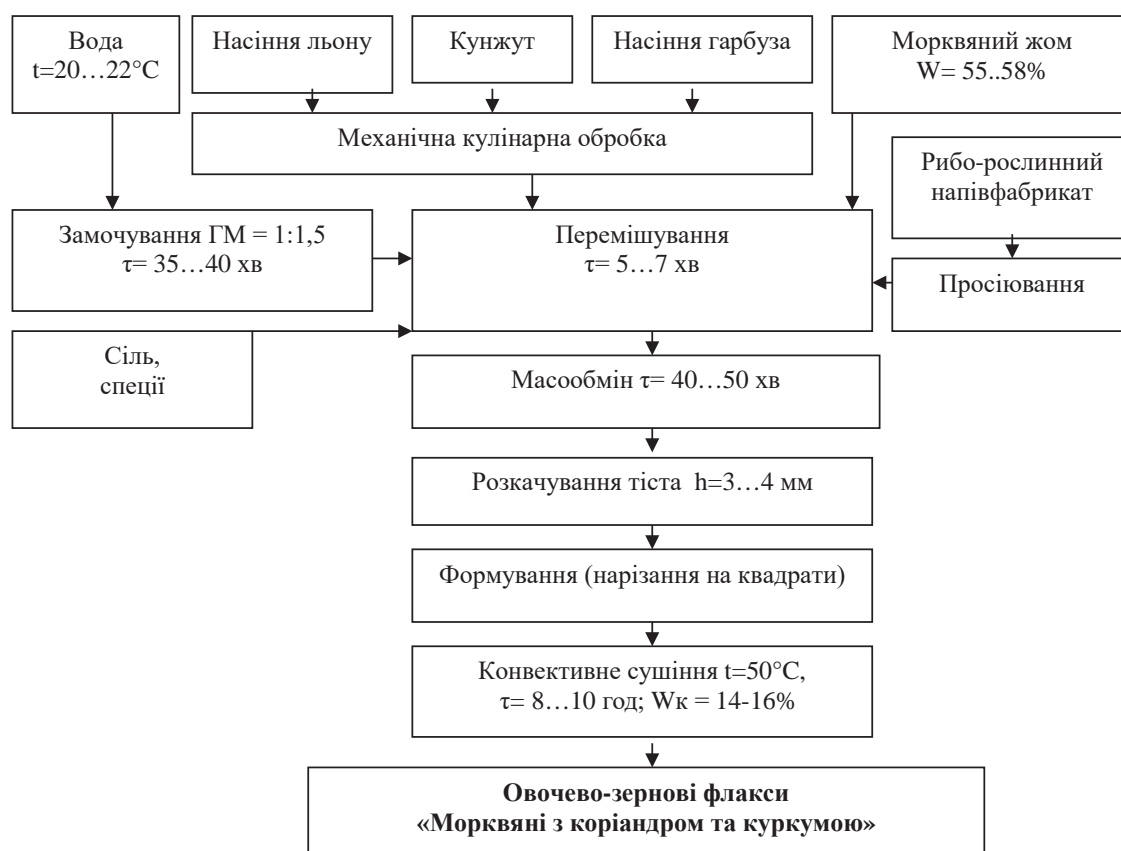 Вода
t=20…22°C
Насіння льону
Кунжут
Насіння гарбуза
Морквяний жом
W= 55..58%
Механічна кулінарна обробка
Рибо-рослинний
напівфабрикат
Замочування ГМ = 1:1,5
τ= 35…40 хв
Перемішування
τ= 5…7 хв
Просіювання
Сіль,
спеції
Масообмін τ= 40…50 хв
Розкачування тіста h=3…4 мм
Формування (нарізання на квадрати)
Конвективне сушіння t=50°C,
τ= 8…10 год; Wк = 14-16%
Овочево-зернові флакси
«Морквяні з коріандром та куркумою»